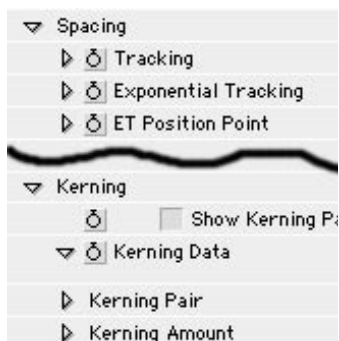 Spacing
Tracking
Exponential Tracking
ET Position Point
Kerning
Show Kerning
Kerning Data
Kerning Pair
Kerning Amount